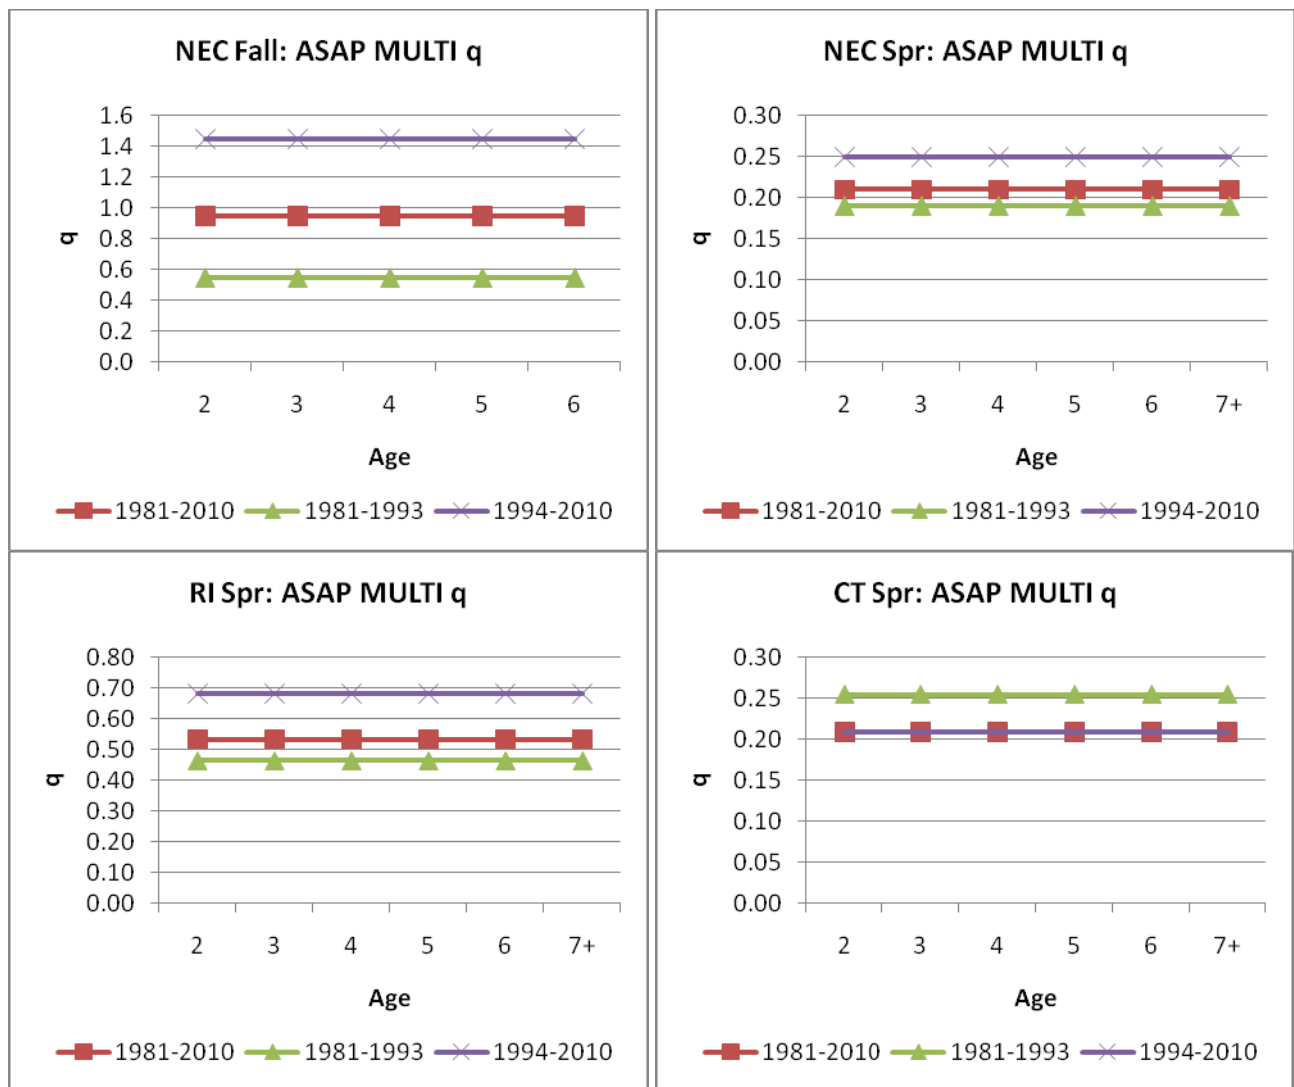 NEC Fall: ASAP MULTI q
1.6
1.4
1.2
1.0
0.8
0.6
0.4
0.2
0.0
q
2 3 4 5 6
Age
1981-2010 1981-1993 1994-2010
NEC Spr: ASAP MULTI q
0.30
0.25
0.20
0.15
0.10
0.05
0.00
q
2 3 4 5 6 7+
Age
1981-2010 1981-1993 1994-2010
RI Spr: ASAP MULTI q
0.80
0.70
0.60
0.50
0.40
0.30
0.20
0.10
0.00
q
2 3 4 5 6 7+
Age
1981-2010 1981-1993 1994-2010
CT Spr: ASAP MULTI q
0.30
0.25
0.20
0.15
0.10
0.05
0.00
q
2 3 4 5 6 7+
Age
1981-2010 1981-1993 1994-2010